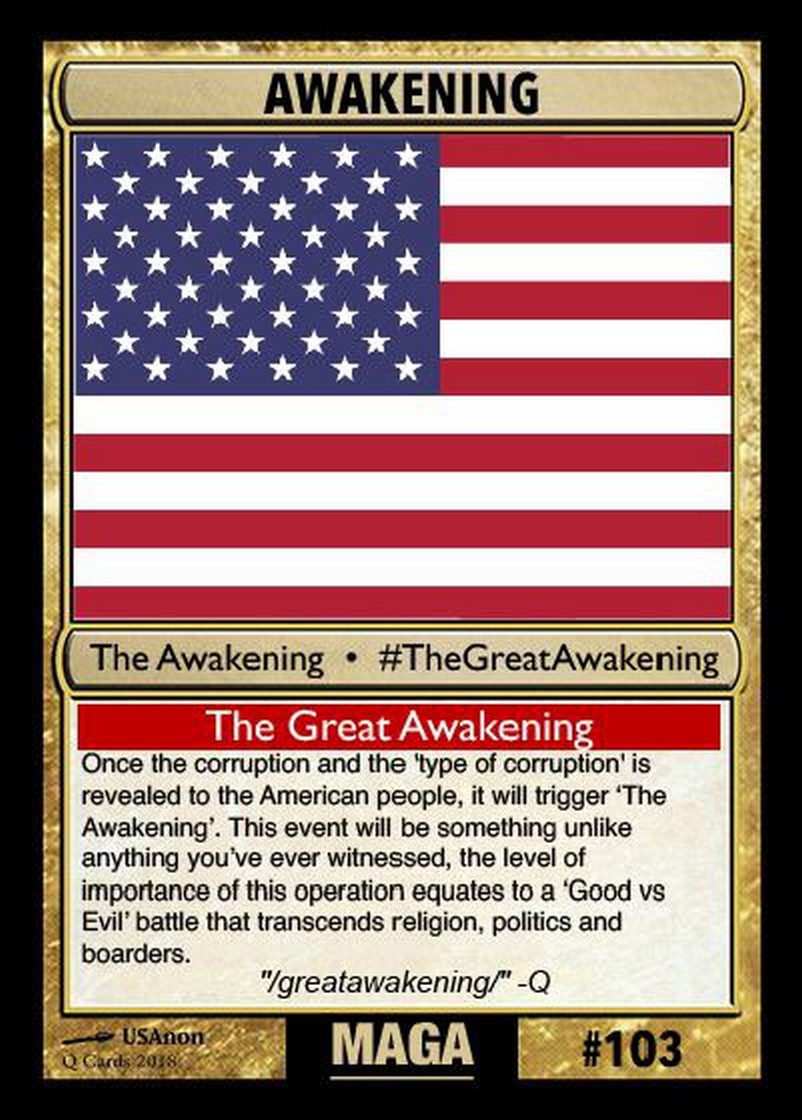 AWAKENING
The Awakening • #TheGreatAwakening
The Great Awakening
Once the corruption and the 'type of corruption' is
revealed to the American people, it will trigger ‘The
Awakening’. This event will be something unlike
anything you’ve ever witnessed, the level of
importance of this operation equates to a ‘Good vs
Evil’ battle that transcends religion, politics and
boarders.
"/greatawakening/" -Q
USAnon
Q Cards 2018
MAGA
#103